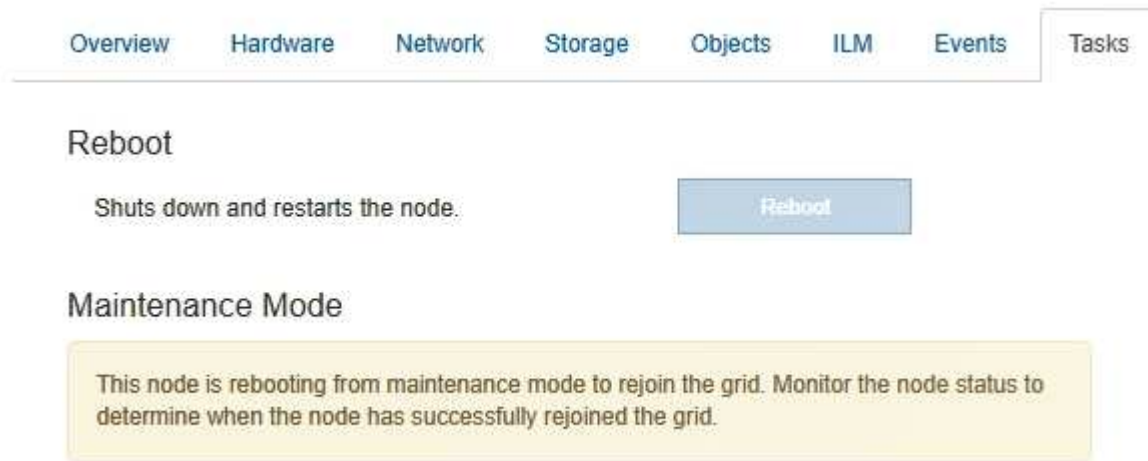 Overview Hardware Network Storage Objects ILM Events Tasks
Reboot
Shuts down and restarts the node. Reboot
Maintenance Mode
This node is rebooting from maintenance mode to rejoin the grid. Monitor the node status to
determine when the node has successfully rejoined the grid.